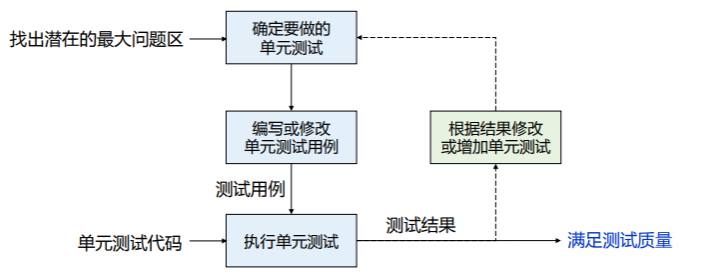 找出潜在的最大问题区
确定要做的
单元测试
编写或修改
单元测试用例
根据结果修改
或增加单元测试
测试用例
单元测试代码
执行单元测试
测试结果
满足测试质量